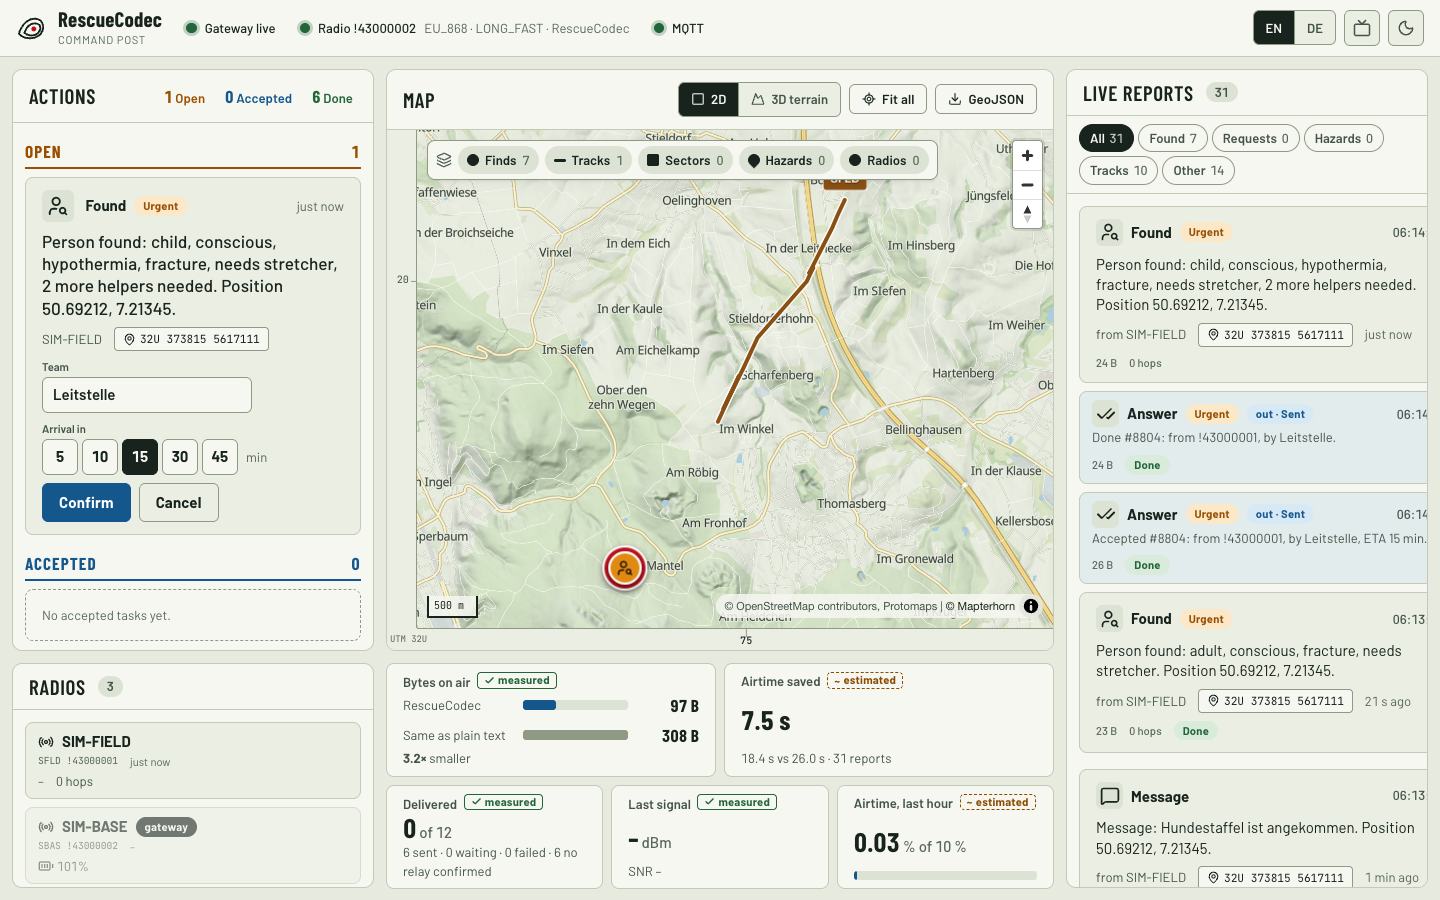 RescueCodec
COMMAND POST
Gateway live
Radio !43000002 EU_868 · LONG_FAST · RescueCodec
MQTT
EN
DE
ACTIONS
1 Open
0 Accepted
6 Done
OPEN
1
Found
Urgent
just now
Person found: child, conscious,
hypothermia, fracture, needs stretcher,
2 more helpers needed. Position
50.69212, 7.21345.
SIM-FIELD
32U 373815 5617111
Team
Leitstelle
Arrival in
5
10
15
30
45
min
Confirm
Cancel
ACCEPTED
0
No accepted tasks yet.
RADIOS
3
SIM-FIELD
SFLD !43000001 just now
– 0 hops
SIM-BASE
gateway
SBAS !43000002 –
101%
MAP
2D
3D terrain
Fit all
GeoJSON
Stieldorf
Finds 7
Tracks 1
Sectors 0
Hazards 0
Radios 0
affenwiese
Oelinghoven
Jüngsfel
n der Broichseiche
In dem Eich
Vixxel
In der Leimecke
Im Hinsberg
Die Hof
20
tein
In der Kaule
Im SIefen
Stieldorferhohn
Im Weiher
Im Siefen
Am Eichelkamp
Scharfenberg
Hartenberg
Ob
Ober den
zehn Wegen
Im Winkel
Bellinghausen
n Ingel
Am Röbig
In der Klause
Thomasberg
Am Fronhof
Kellersbos
Sperbaum
Im Gronewald
Mantel
500 m
© OpenStreetMap contributors, Protomaps | © Mapterhorn
UTM 32U
75
Bytes on air
measured
RescueCodec
97 B
Same as plain text
308 B
3.2× smaller
Airtime saved
~ estimated
7.5 s
18.4 s vs 26.0 s · 31 reports
Delivered
measured
0 of 12
6 sent · 0 waiting · 0 failed · 6 no
relay confirmed
Last signal
measured
– dBm
SNR –
Airtime, last hour
~ estimated
0.03 % of 10 %
LIVE REPORTS
31
All 31
Found 7
Requests 0
Hazards 0
Tracks 10
Other 14
Found
Urgent
06:14
Person found: child, conscious, hypothermia,
fracture, needs stretcher, 2 more helpers needed.
Position 50.69212, 7.21345.
from SIM-FIELD
32U 373815 5617111
just now
24 B 0 hops
Answer
Urgent
out · Sent
06:14
Done #8804: from !43000001, by Leitstelle.
24 B
Done
Answer
Urgent
out · Sent
06:14
Accepted #8804: from !43000001, by Leitstelle, ETA 15 min.
26 B
Done
Found
Urgent
06:13
Person found: adult, conscious, fracture, needs
stretcher. Position 50.69212, 7.21345.
from SIM-FIELD
32U 373815 5617111
21 s ago
23 B 0 hops
Done
Message
06:13
Message: Hundestaffel ist angekommen. Position
50.69212, 7.21345.
from SIM-FIELD
32U 373815 5617111
1 min ago